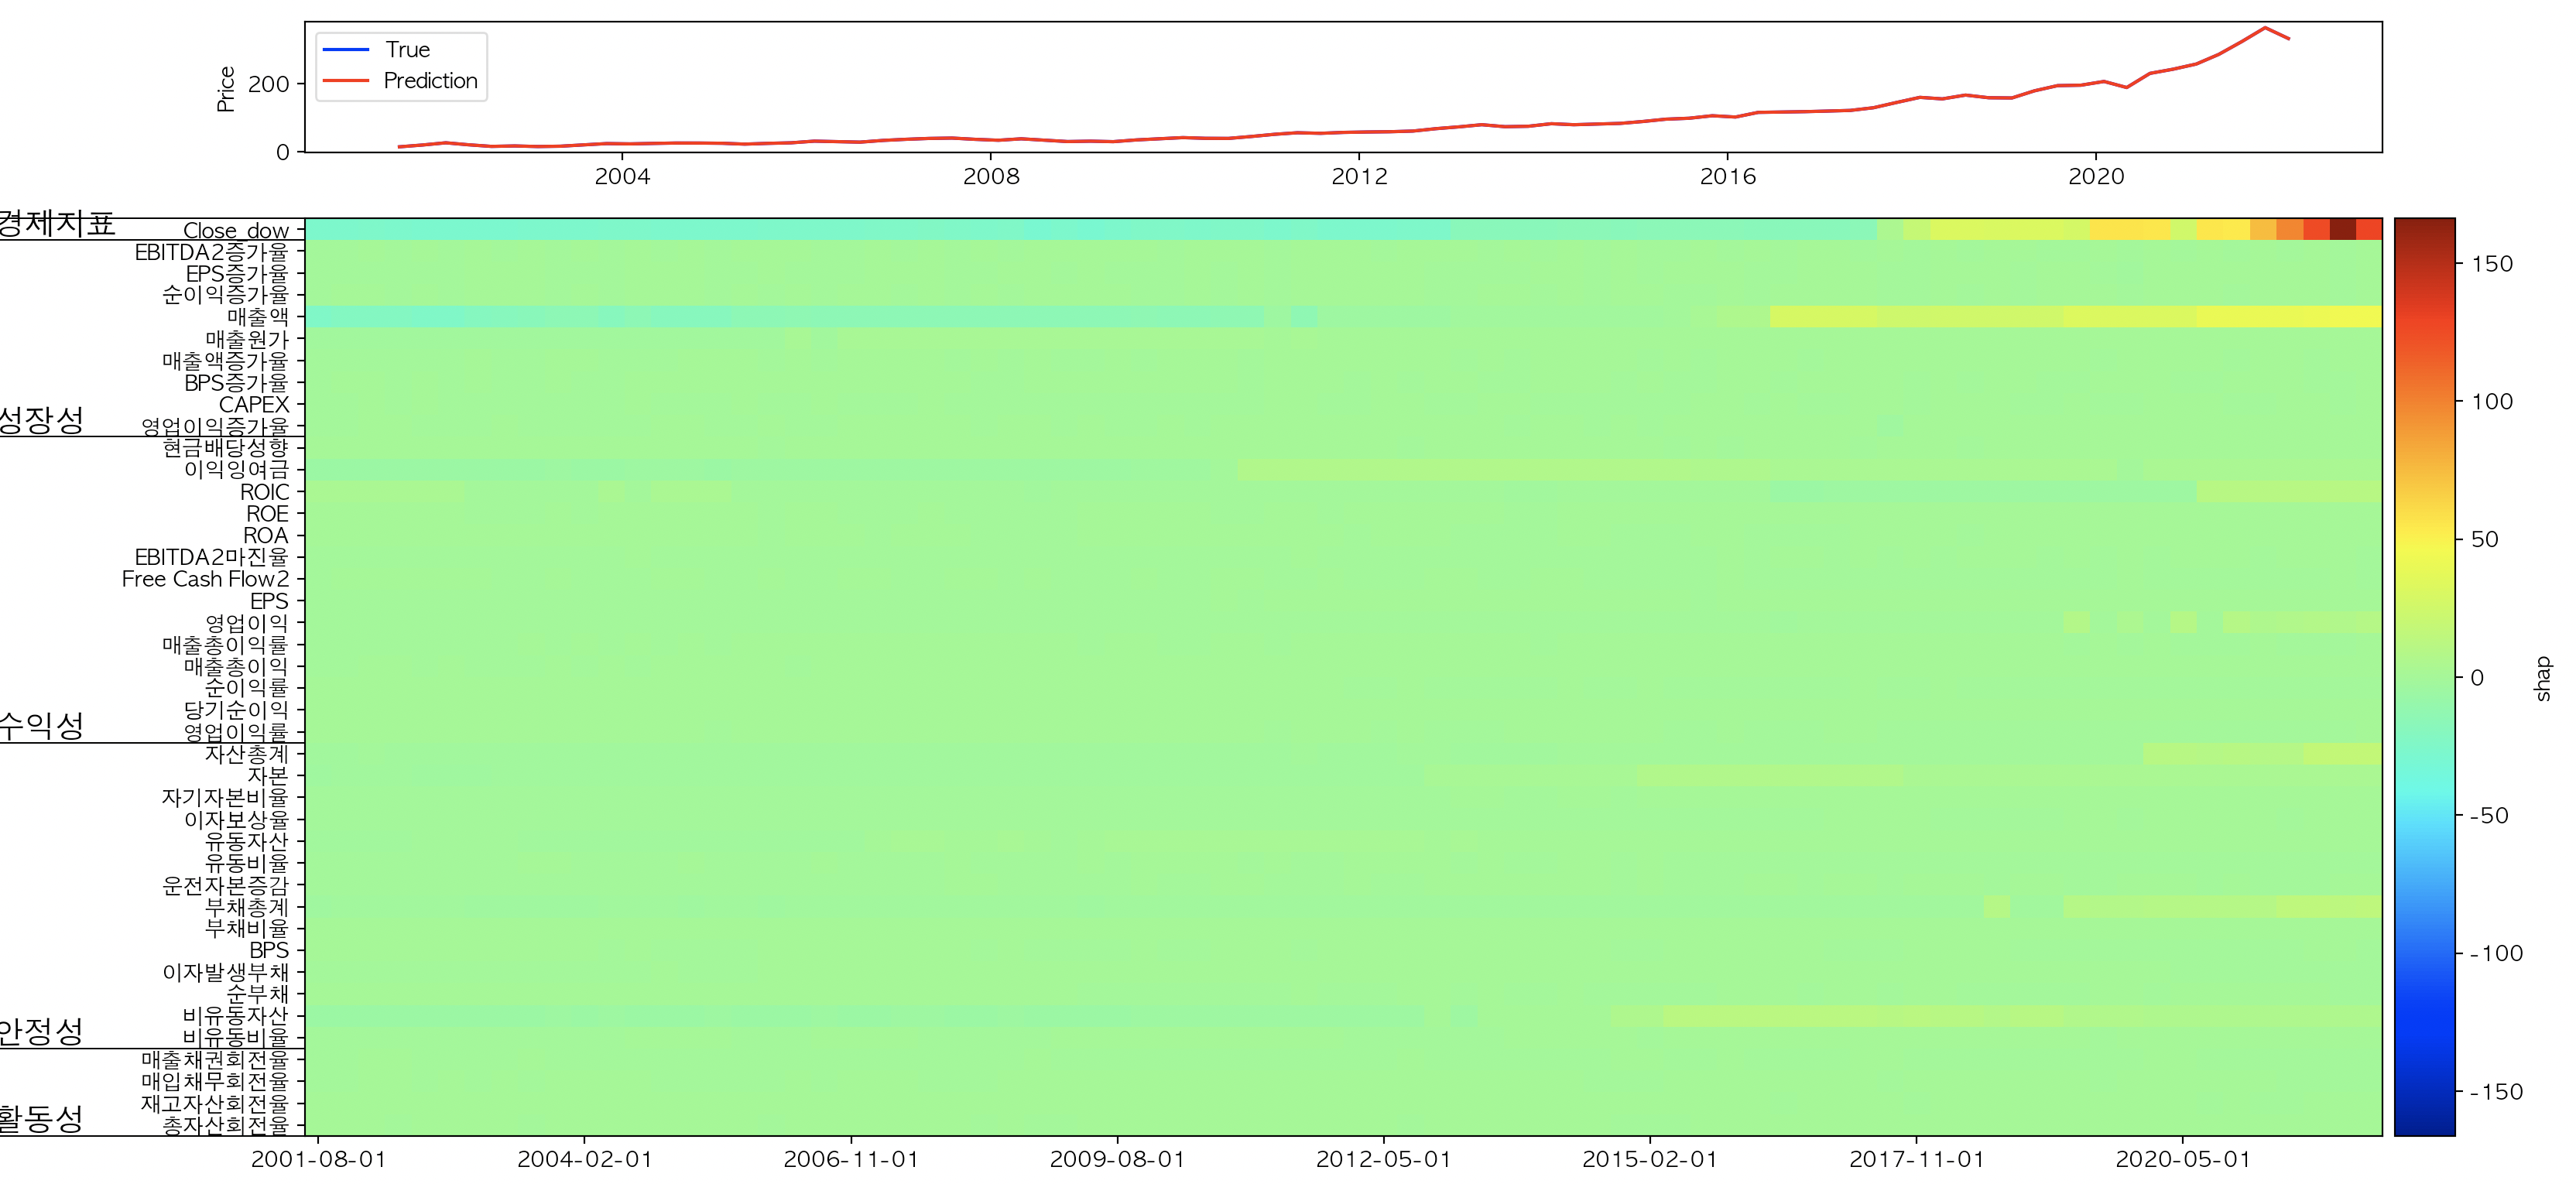 True
Prediction
Price
200
0
2004
2008
2012
2016
2020
경제지표
Close_dow
EBITDA2증가율
EPS증가율
순이익증가율
매출액
매출원가
매출액증가율
BPS증가율
CAPEX
성장성
영업이익증가율
현금배당성향
이익잉여금
ROIC
ROE
ROA
EBITDA2마진율
Free Cash Flow2
EPS
영업이익
매출총이익률
매출총이익
순이익률
당기순이익
수익성
영업이익률
자산총계
자본
자기자본비율
이자보상율
유동자산
유동비율
운전자본증감
부채총계
부채비율
BPS
이자발생부채
순부채
비유동자산
안정성
비유동비율
매출채권회전율
매입채무회전율
재고자산회전율
활동성
총자산회전율
2001-08-01
2004-02-01
2006-11-01
2009-08-01
2012-05-01
2015-02-01
2017-11-01
2020-05-01
150
100
50
0
-50
-100
-150
shap